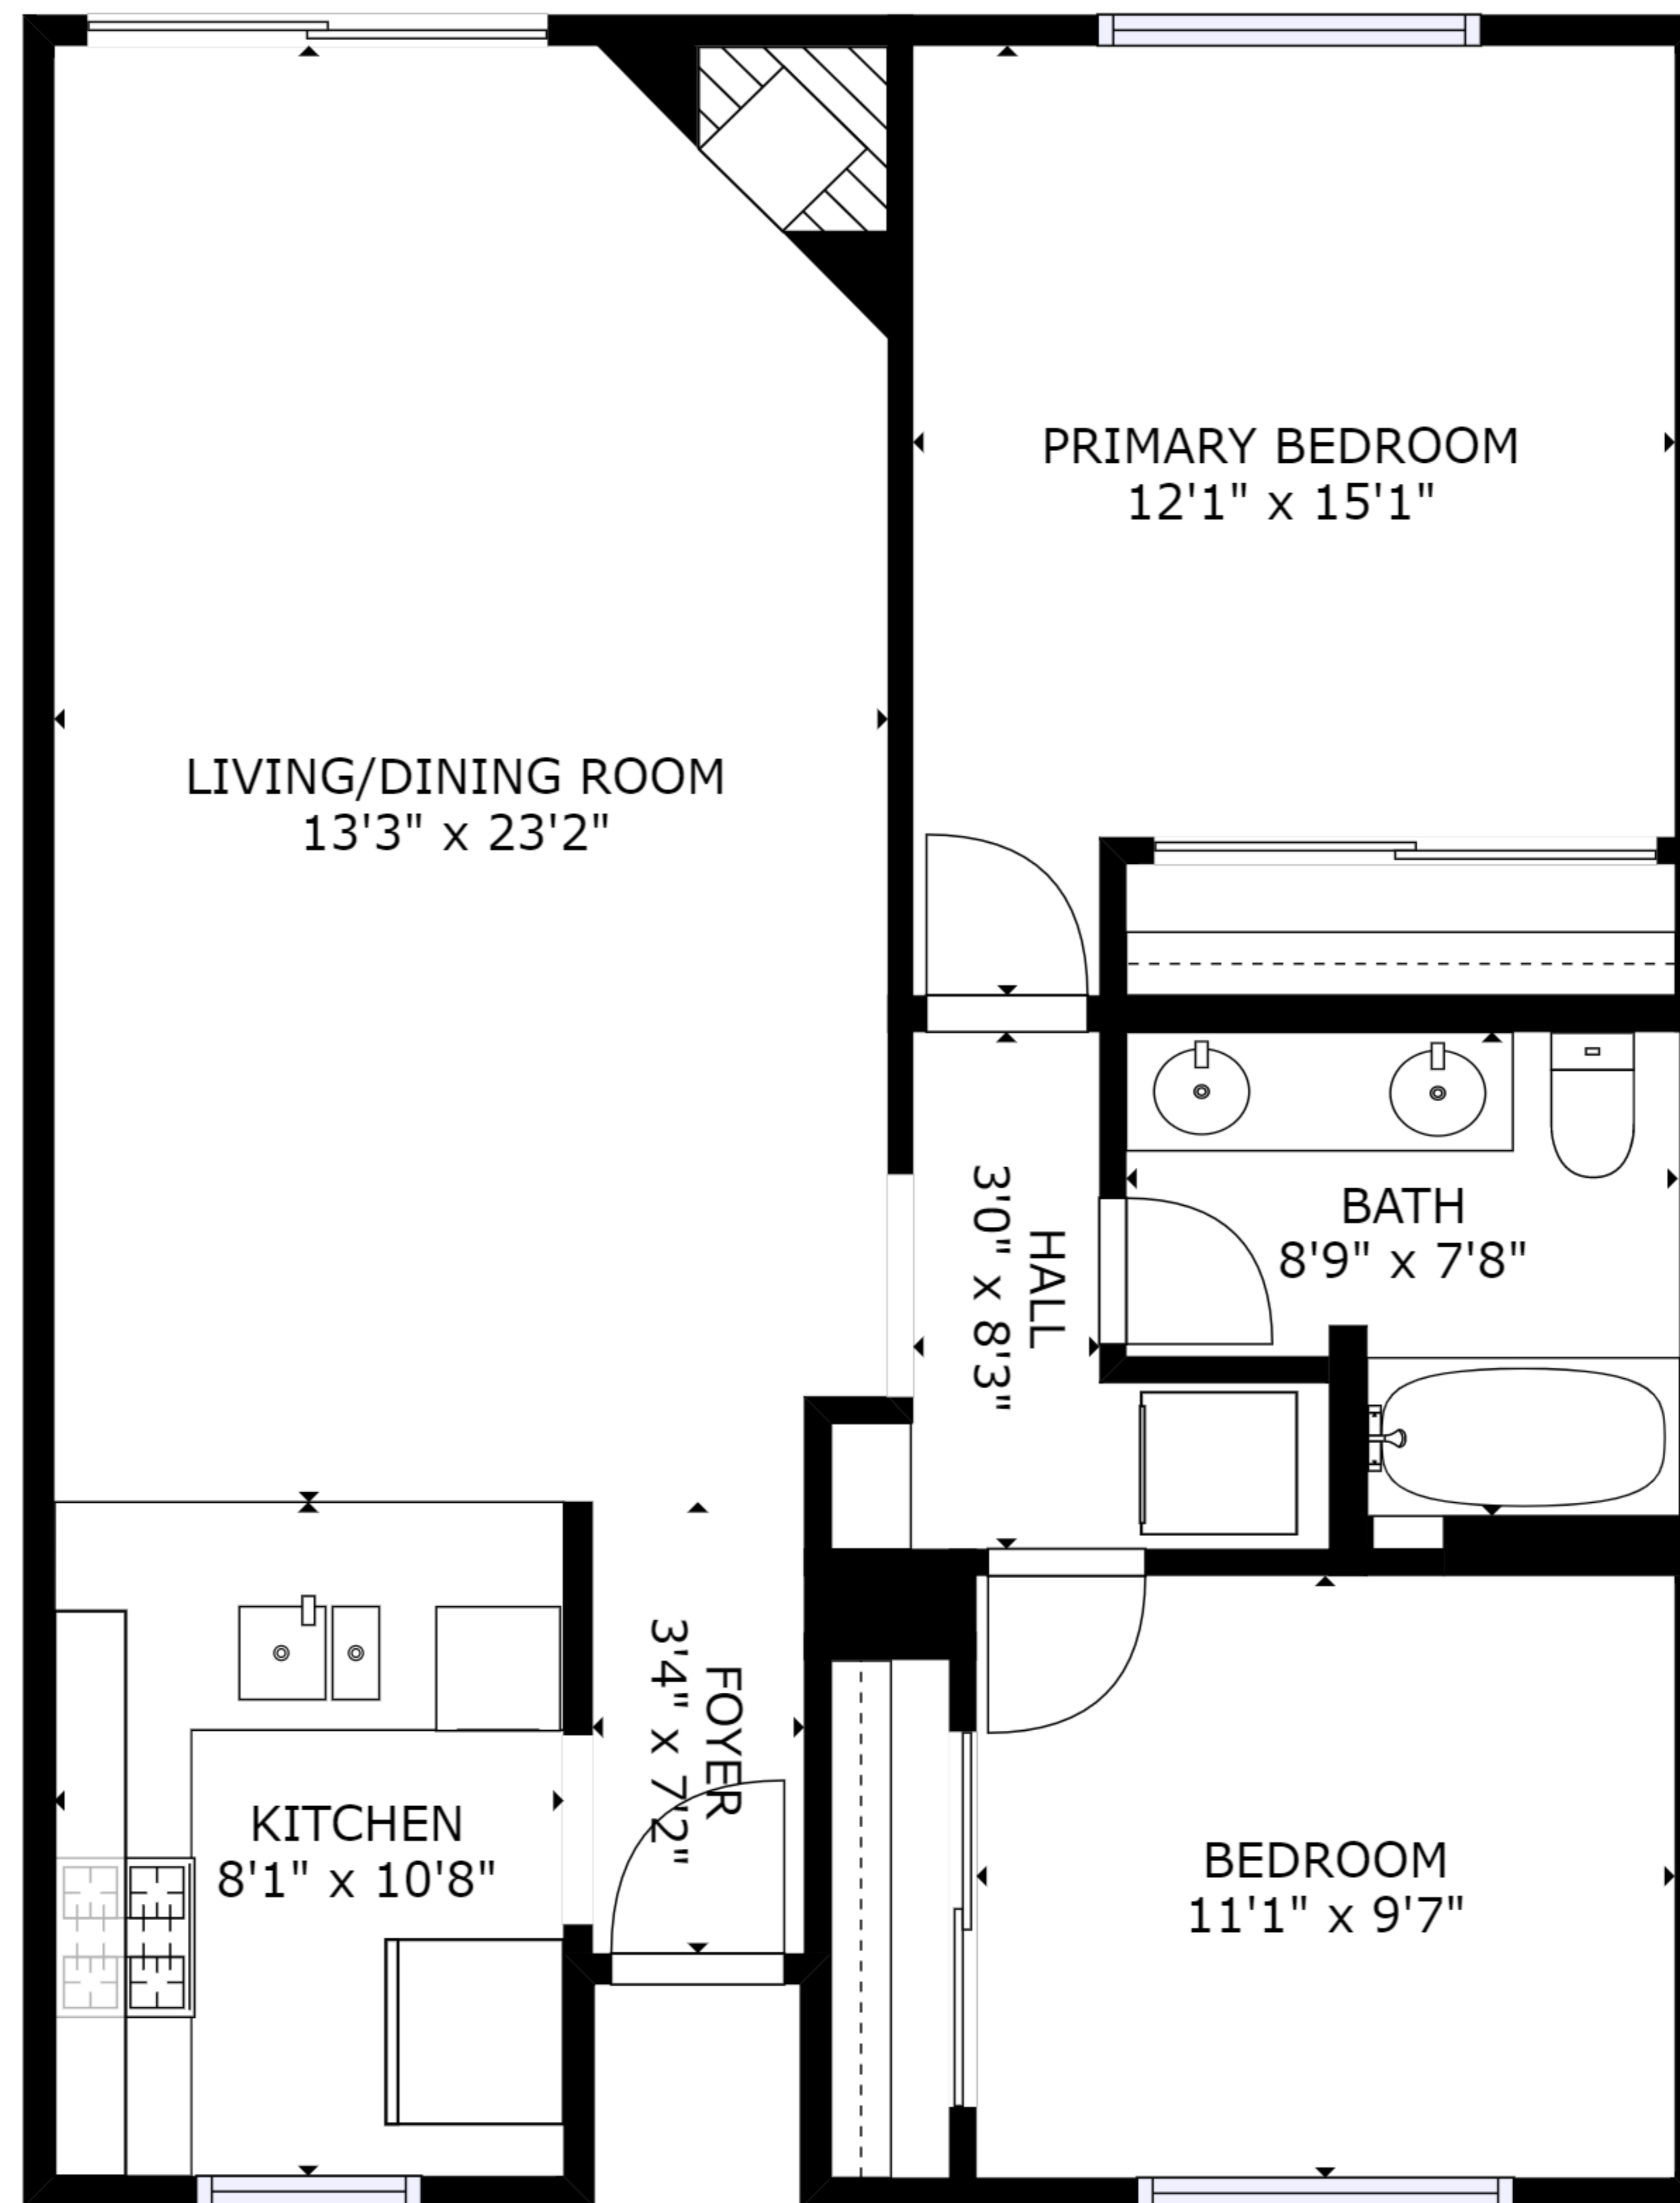 PRIMARY BEDROOM
12'1" x 15'1"
LIVING/DINING ROOM
13'3" x 23'2"
HALL
3'0" x 8'3"
BATH
8'9" x 7'8"
FOYER
3'4" x 7'2"
KITCHEN
8'1" x 10'8"
BEDROOM
11'1" x 9'7"